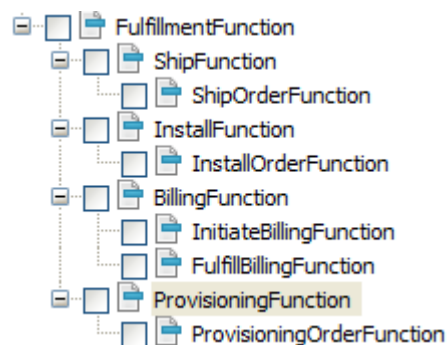 FulfillmentFunction
ShipFunction
ShipOrderFunction
InstallFunction
InstallOrderFunction
BillingFunction
InitiateBillingFunction
FulfillBillingFunction
ProvisioningFunction
ProvisioningOrderFunction